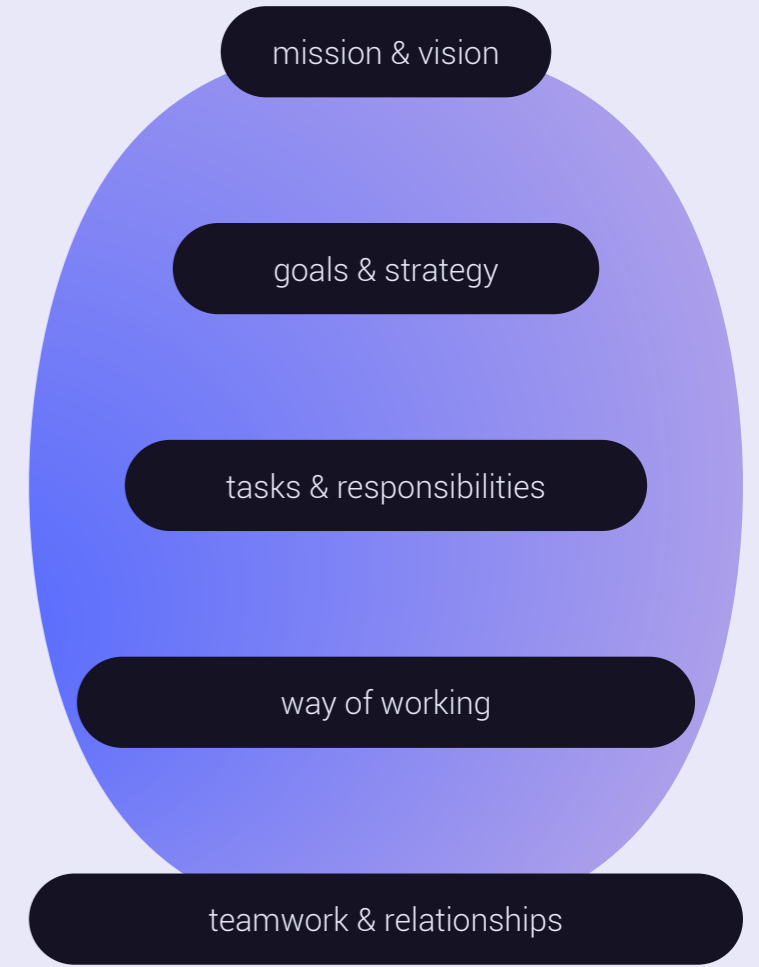 mission & vision
goals & strategy
tasks & responsibilities
way of working
teamwork & relationships